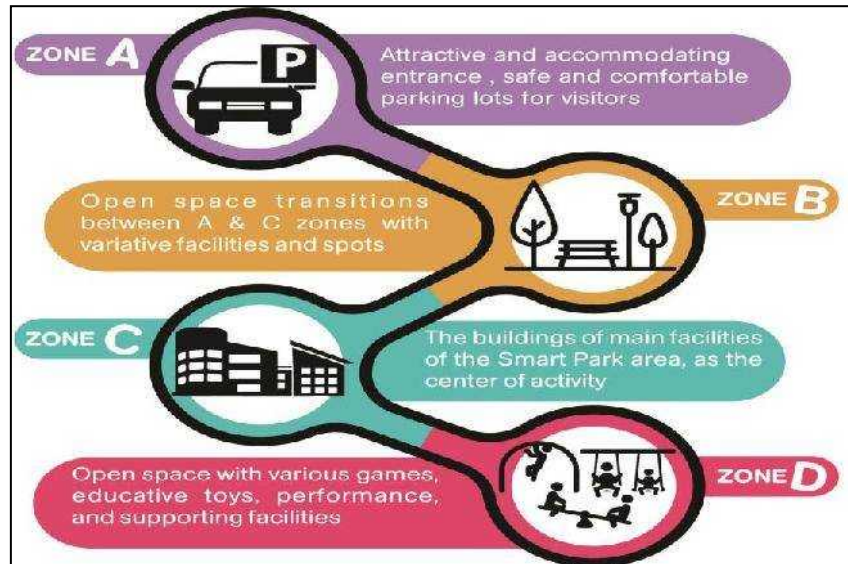 ZONE A
Attractive and accommodating
entrance , safe and comfortable
parking lots for visitors
P
Open space transitions
between A & C zones with
variative facilities and spots
ZONE B
ZONE C
The buildings of main facilities
of the Smart Park area, as the
center of activity
Open space with various games,
educative toys, performance,
and supporting facilities
ZONE D